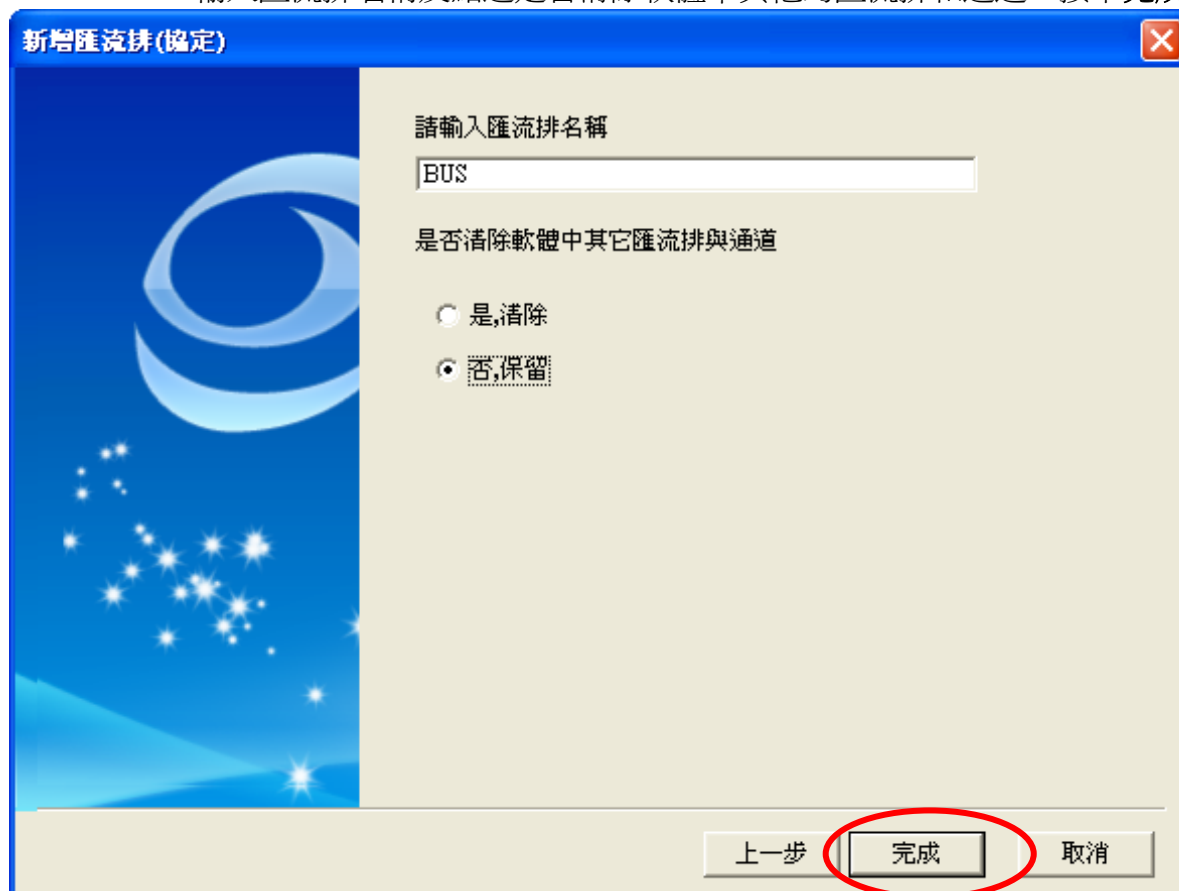 新增匯流排(協定)
請輸入匯流排名稱
BUS
是否清除軟體中其它匯流排與通道
是,清除
否,保留
上一步
完成
取消